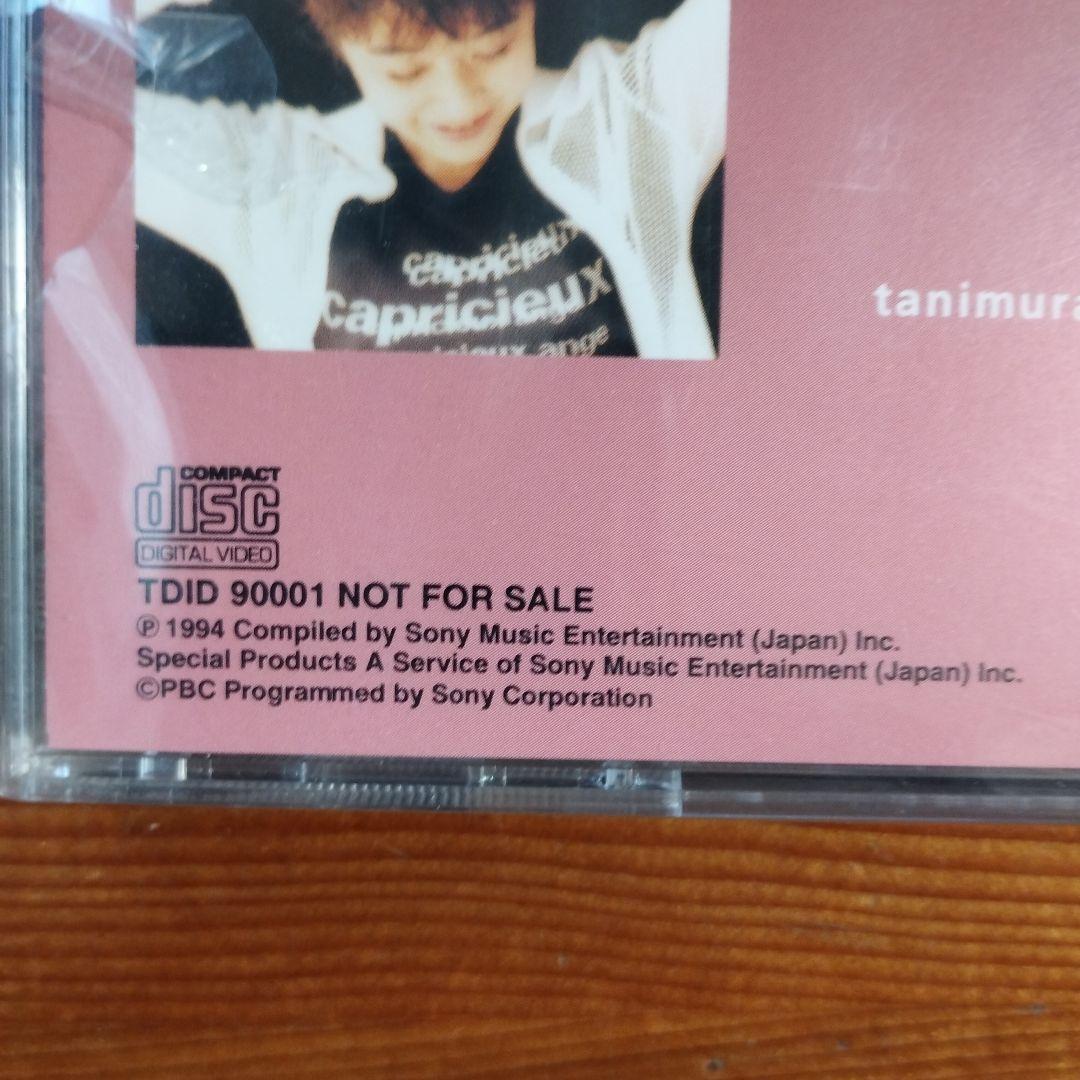 capricieux
capricieux
capricieux
ange
tanimura
COMPACT
disc
DIGITAL VIDEO
TDID 90001 NOT FOR SALE
℗ 1994 Compiled by Sony Music Entertainment (Japan) Inc.
Special Products A Service of Sony Music Entertainment (Japan) Inc.
©PBC Programmed by Sony Corporation